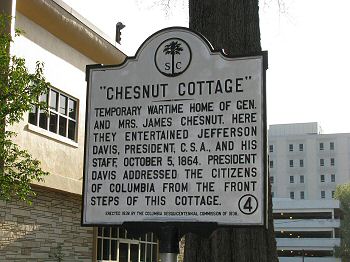 S C
"CHESNUT COTTAGE"
TEMPORARY WARTIME HOME OF GEN.
AND MRS. JAMES CHESNUT. HERE
THEY ENTERTAINED JEFFERSON
DAVIS, PRESIDENT, C.S.A., AND HIS
STAFF, OCTOBER 5, 1864. PRESIDENT
DAVIS ADDRESSED THE CITIZENS
OF COLUMBIA FROM THE FRONT
STEPS OF THIS COTTAGE.
ERECTED 1938 BY THE COLUMBIA SESQUICENTENNIAL COMMISSION OF 1936.
4